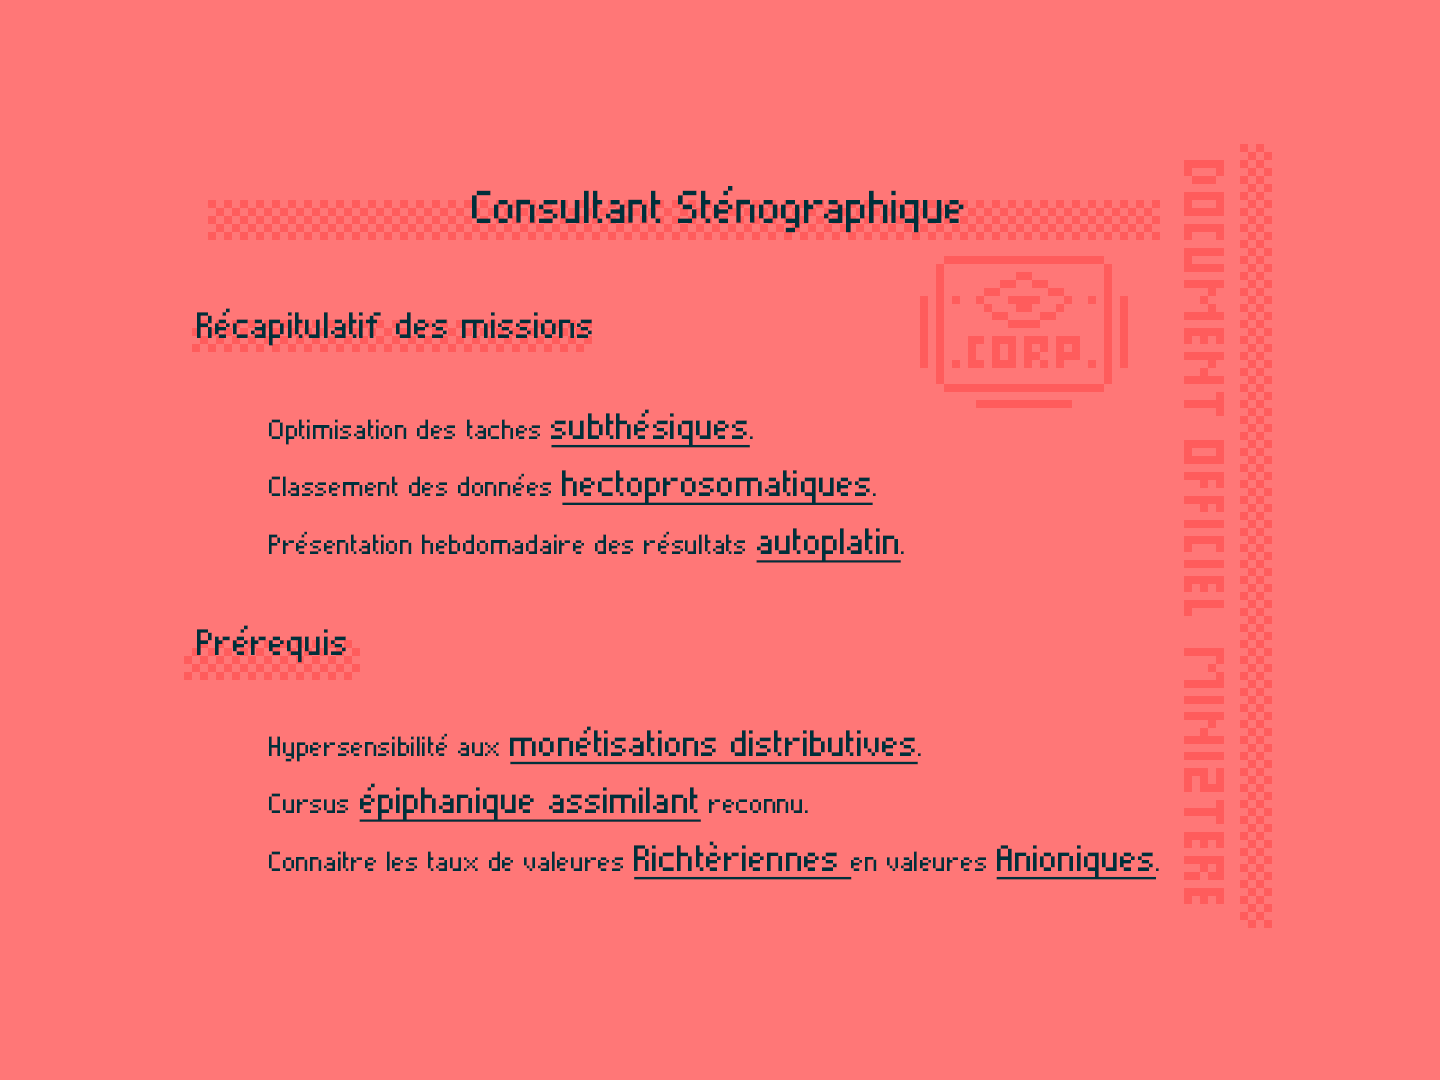 Consultant Sténographique
.CORP.
Récapitulatif des missions
Optimisation des taches subthésiques.
Classement des données hectoprosomatiques.
Présentation hebdomadaire des résultats autoplatin.
Prérequis
Hypersensibilité aux monétisations distributives.
Cursus épiphanique assimilant reconnu.
Connaitre les taux de valeures Richtèriennes en valeures Anioniques.
DOCUMENT OFFICIEL MINISTERE